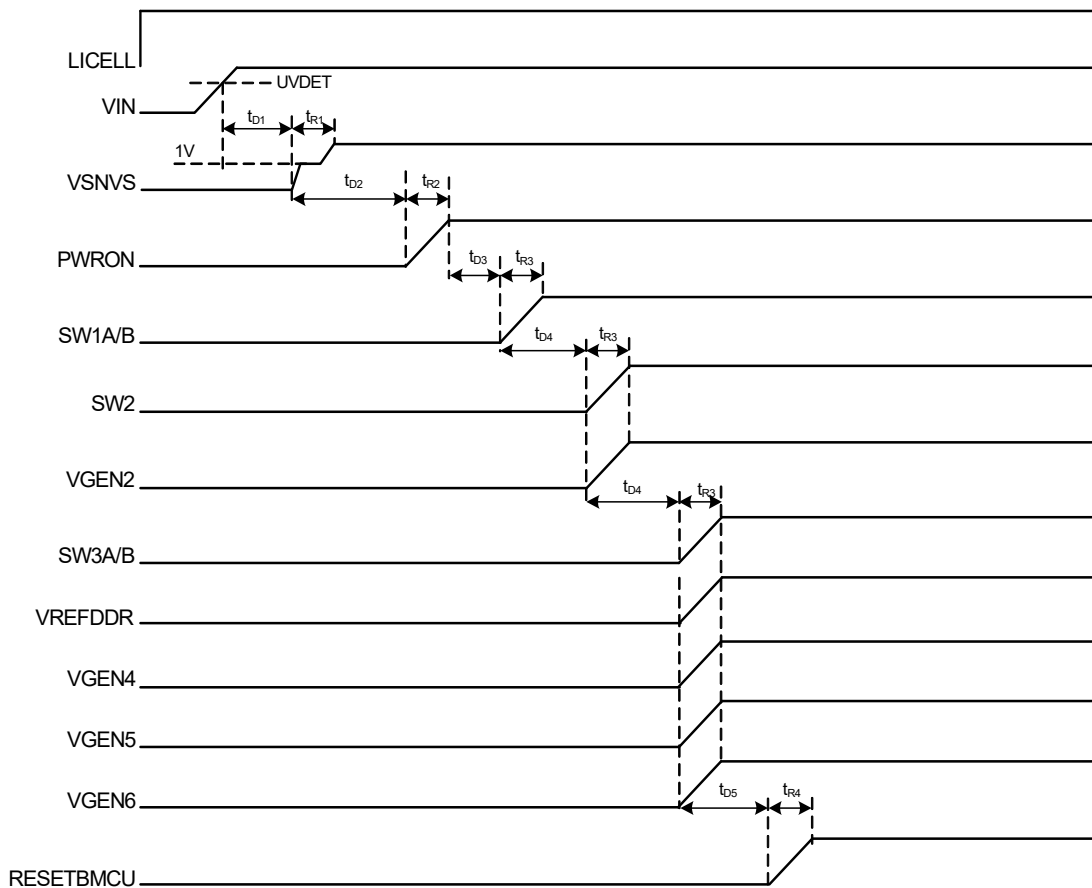 LICELL
UVDET
VIN
tD1
tR1
1V
VSNVS
tD2
tR2
PWRON
tD3
tR3
SW1A/B
tD4
tR3
SW2
VGEN2
tD4
tR3
SW3A/B
VREFDDR
VGEN4
VGEN5
VGEN6
tD5
tR4
RESETBMCU